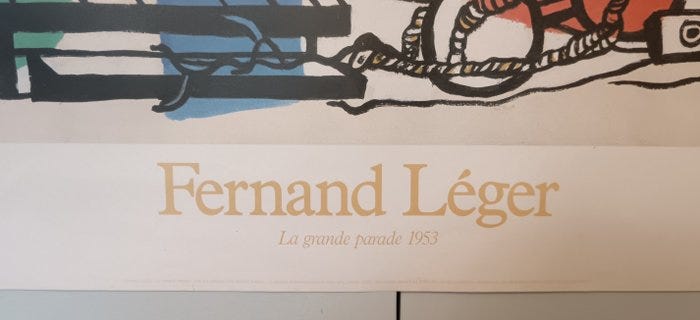 Fernand Léger
La grande parade 1953